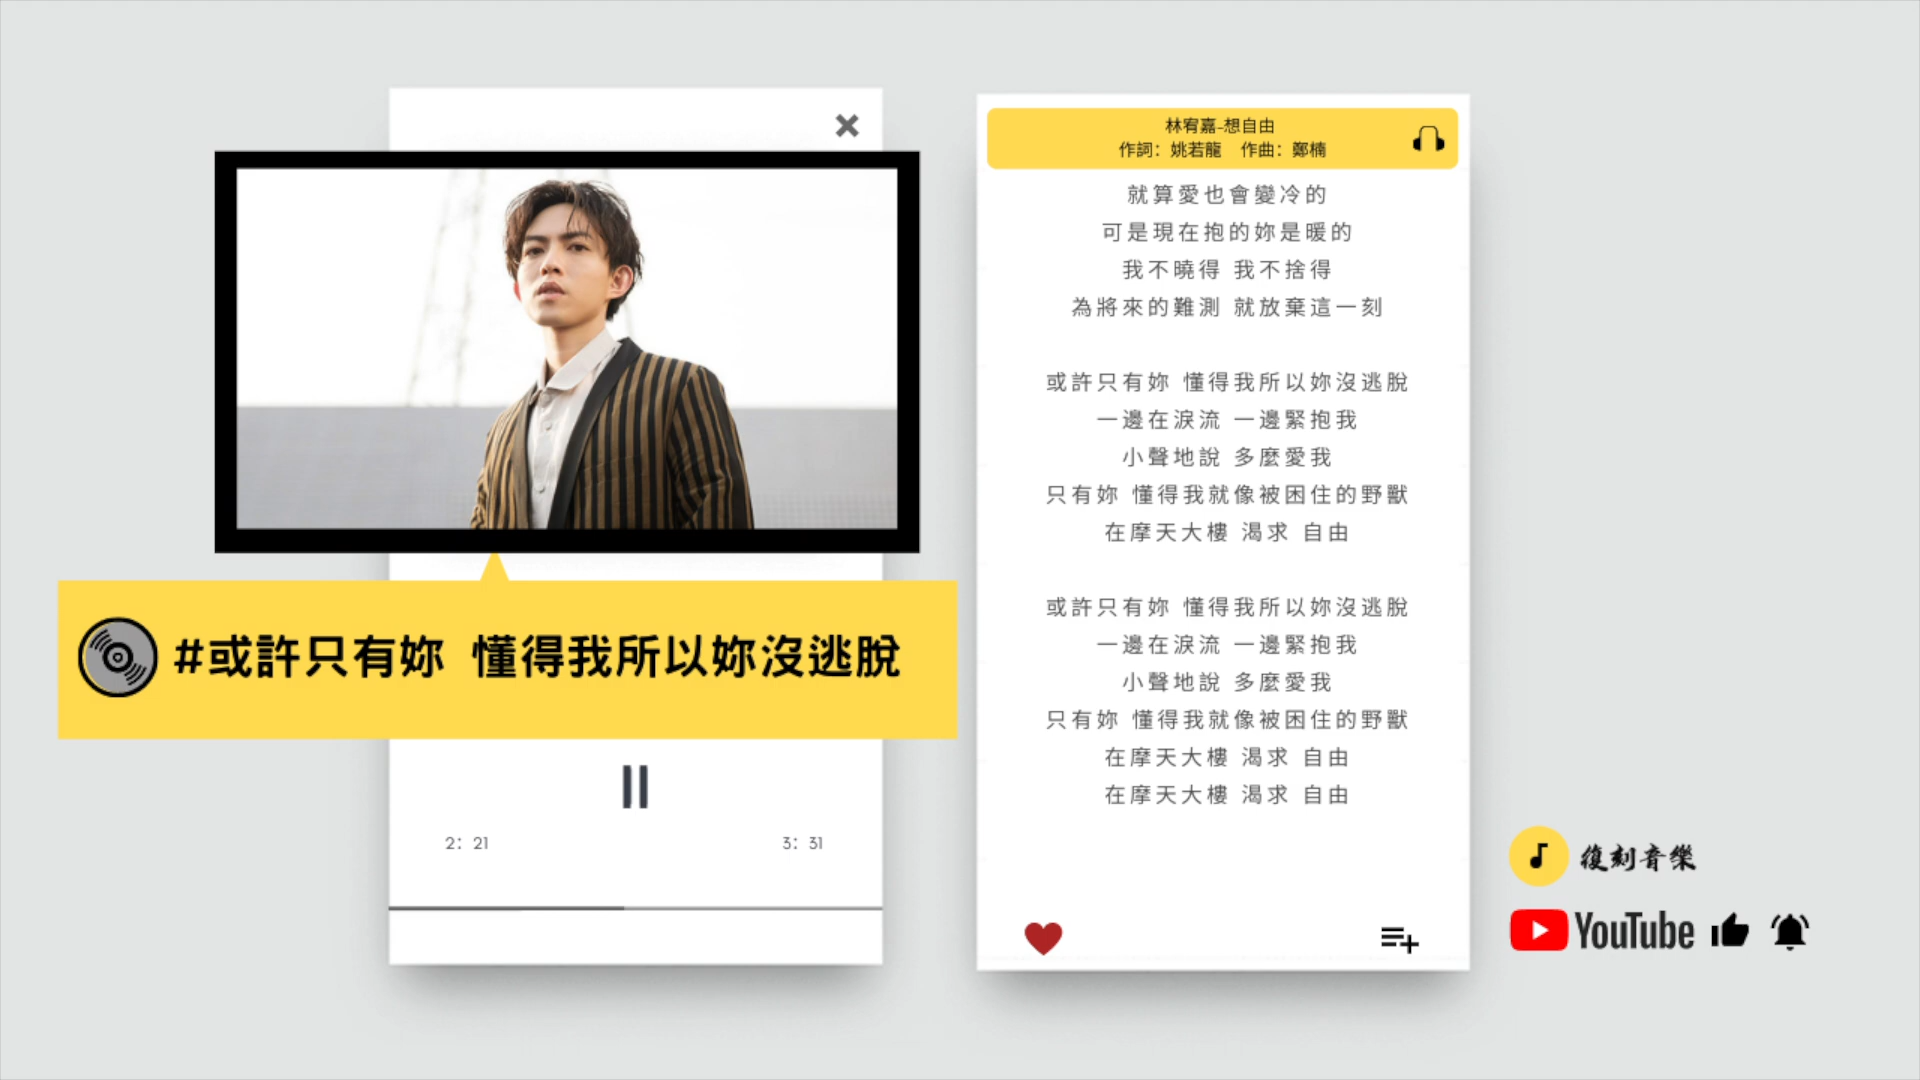 #或許只有妳 懂得我所以妳沒逃脫
2：21
3：31
林宥嘉-想自由
作詞：姚若龍 作曲：鄭楠
就算愛也會變冷的
可是現在抱的妳是暖的
我不曉得 我不捨得
為將來的難測 就放棄這一刻
或許只有妳 懂得我所以妳沒逃脫
一邊在淚流 一邊緊抱我
小聲地說 多麼愛我
只有妳 懂得我就像被困住的野獸
在摩天大樓 渴求 自由
或許只有妳 懂得我所以妳沒逃脫
一邊在淚流 一邊緊抱我
小聲地說 多麼愛我
只有妳 懂得我就像被困住的野獸
在摩天大樓 渴求 自由
在摩天大樓 渴求 自由
復刻音樂
YouTube